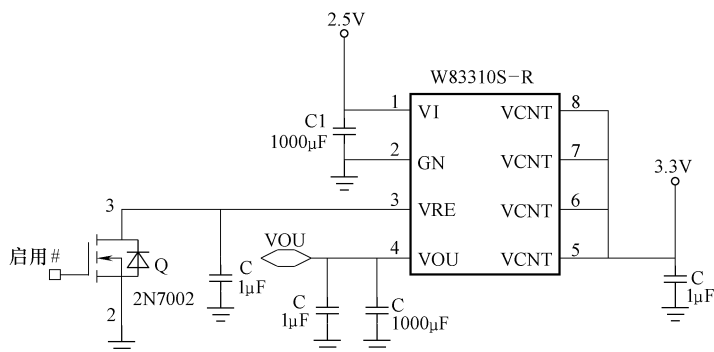 2.5V
W83310S-R
1 VI VCNT 8
C1
1000μF
2 GN VCNT 7
3.3V
3 3 VRE VCNT 6
启用# Q
VOU 4 VOU VCNT 5
C
1μF
2N7002
2
C
1μF
C
1000μF
C
1μF